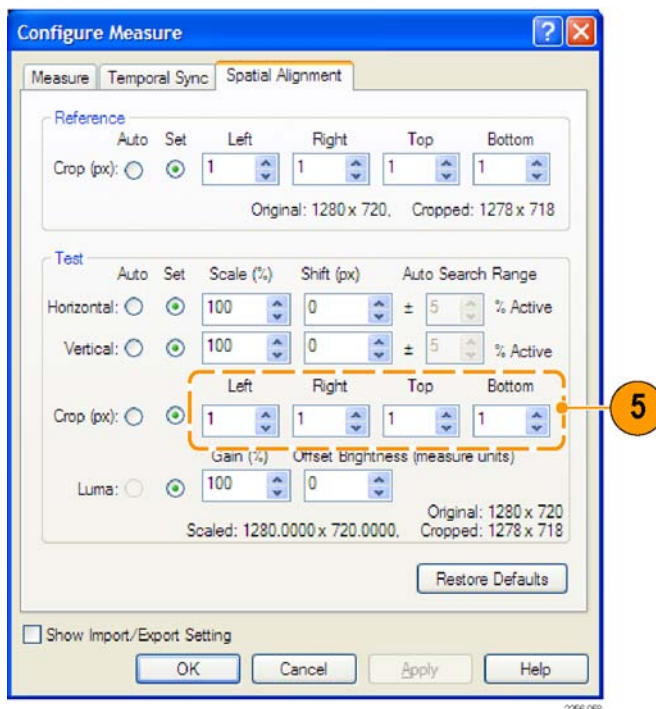 Configure Measure
Measure Temporal Sync Spatial Alignment
Reference
Auto Set Left Right Top Bottom
Crop (px): 1 1 1 1
Original: 1280 x 720, Cropped: 1278 x 718
Test
Auto Set Scale (%) Shift (px) Auto Search Range
Horizontal: 100 0 ± 5 % Active
Vertical: 100 0 ± 5 % Active
Left Right Top Bottom
Crop (px): 1 1 1 1
5
Gain (%) Offset Brightness (measure units)
Luma: 100 0
Original: 1280 x 720
Scaled: 1280.0000 x 720.0000, Cropped: 1278 x 718
Restore Defaults
Show Import/Export Setting
OK Cancel Apply Help